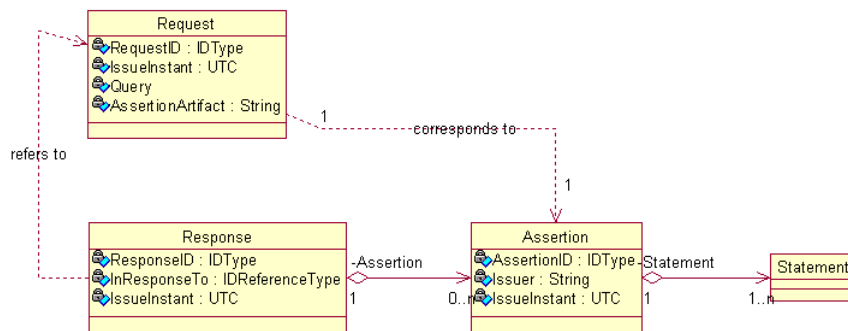 Request
RequestID : IDType
IssueInstant : UTC
Query
AssertionArtifact : String
1
corresponds to
refers to
1
Response
ResponseID : IDType
InResponseTo : IDReferenceType
IssueInstant : UTC
-Assertion
1
0..n
Assertion
AssertionID : IDType
Issuer : String
IssueInstant : UTC
-Statement
1
1..n
Statement